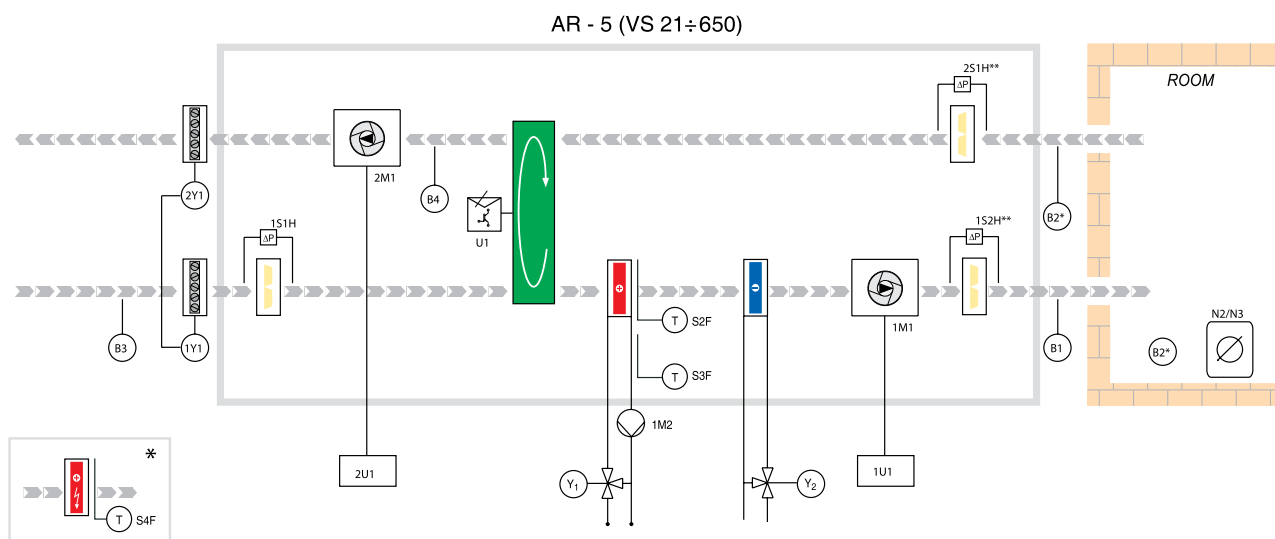 AR - 5 (VS 21÷650)
2S1H**
ΔP
ROOM
2M1
2Y1
B4
B2*
1S1H
ΔP
U1
1S2H**
ΔP
+
-
T S2F
1M1
N2/N3
B3
1Y1
B1
B2*
T S3F
1M2
*
2U1
1U1
Y1
Y2
+
T S4F